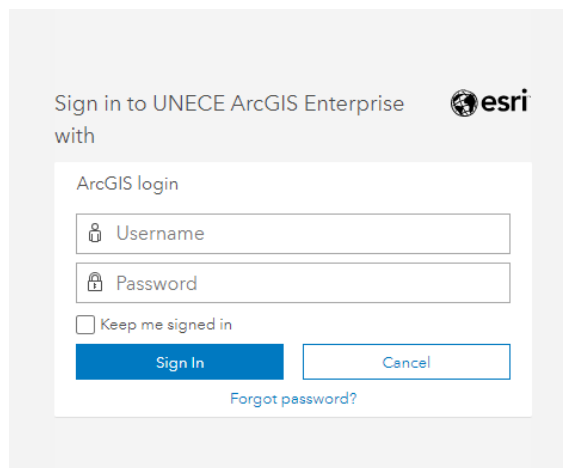 Sign in to UNECE ArcGIS Enterprise
with
esri
ArcGIS login
Username
Password
Keep me signed in
Sign In
Cancel
Forgot password?